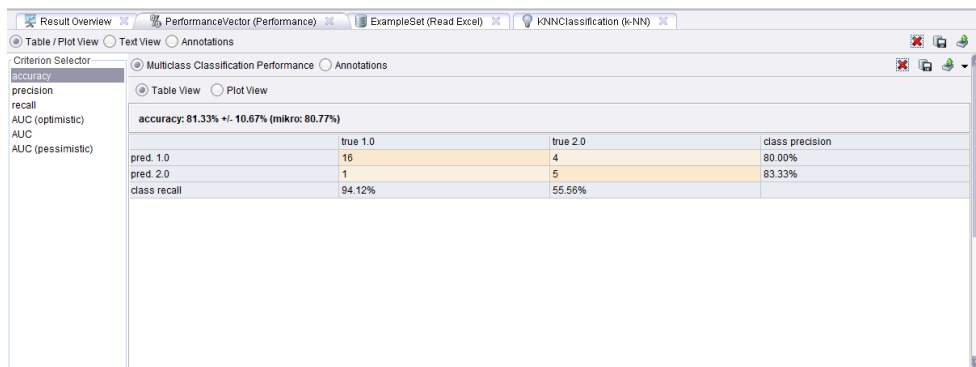 Result Overview % PerformanceVector (Performance) ExampleSet (Read Excel) KNNClassification (k-NN)
Table / Plot View Text View Annotations
Criterion Selector
accuracy
precision
recall
AUC (optimistic)
AUC
AUC (pessimistic)
Multiclass Classification Performance Annotations
Table View Plot View
accuracy: 81.33% +/- 10.67% (mikro: 80.77%)
true 1.0 true 2.0 class precision
pred. 1.0 16 4 80.00%
pred. 2.0 1 5 83.33%
class recall 94.12% 55.56%